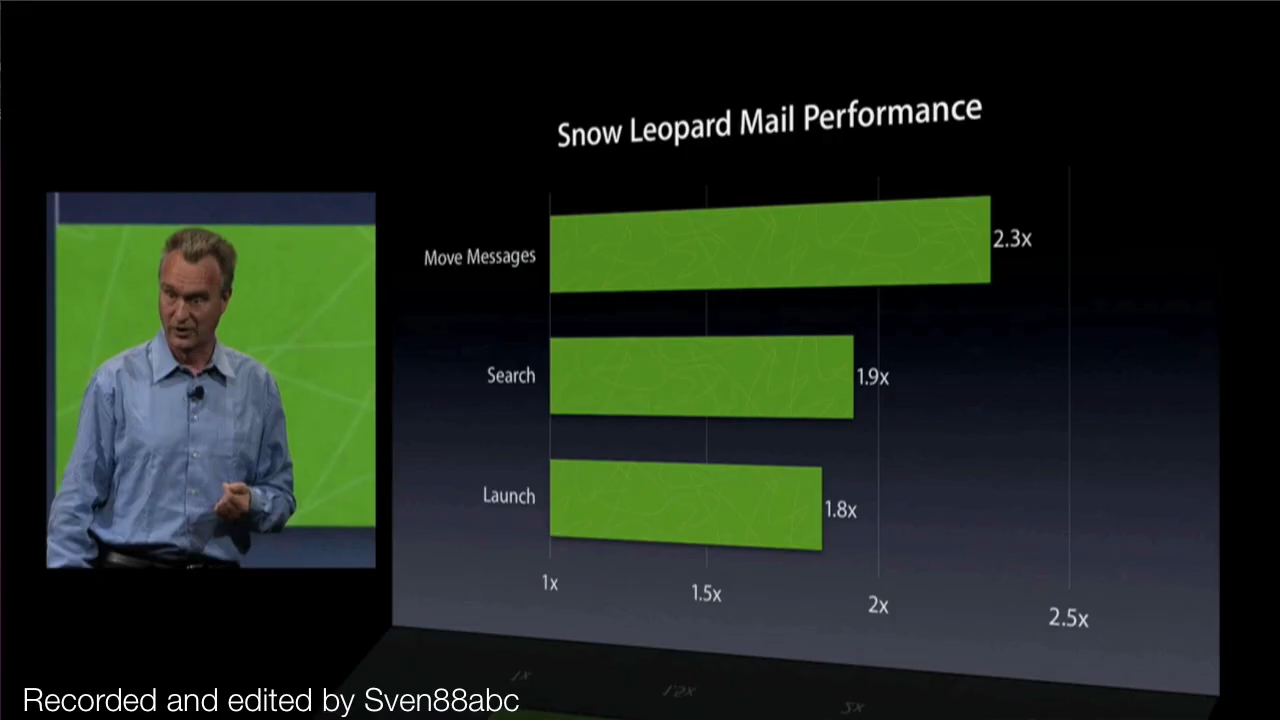 Snow Leopard Mail Performance
Move Messages
2.3x
Search
1.9x
Launch
1.8x
1x
1.5x
2x
2.5x
Recorded and edited by Sven88abc